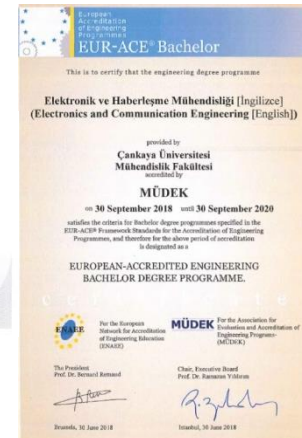 European
Accreditation
of Engineering
Programmes
EUR-ACE® Bachelor
This is to certify that the engineering degree programme
Elektronik ve Haberleşme Mühendisliği [İngilizce]
(Electronics and Communication Engineering [English])
provided by
Çankaya Üniversitesi
Mühendislik Fakültesi
accredited by
MÜDEK
on 30 September 2018 until 30 September 2020
satisfies the criteria for Bachelor degree programmes specified in the
EUR-ACE® Framework Standards for the Accreditation of Engineering
Programmes, and therefore for the above period of accreditation
is designated as a
EUROPEAN-ACCREDITED ENGINEERING
BACHELOR DEGREE PROGRAMME.
ENAEE
For the European
Network for Accreditation
of Engineering Education
(ENAEE)
MÜDEK
For the Association for
Evaluation and Accreditation of
Engineering Programs
(MÜDEK)
The President
Prof. Dr. Bernard Remaud
Chair, Executive Board
Prof. Dr. Ramazan Yıldırım
Brussels, 30 June 2018
Istanbul, 30 June 2018